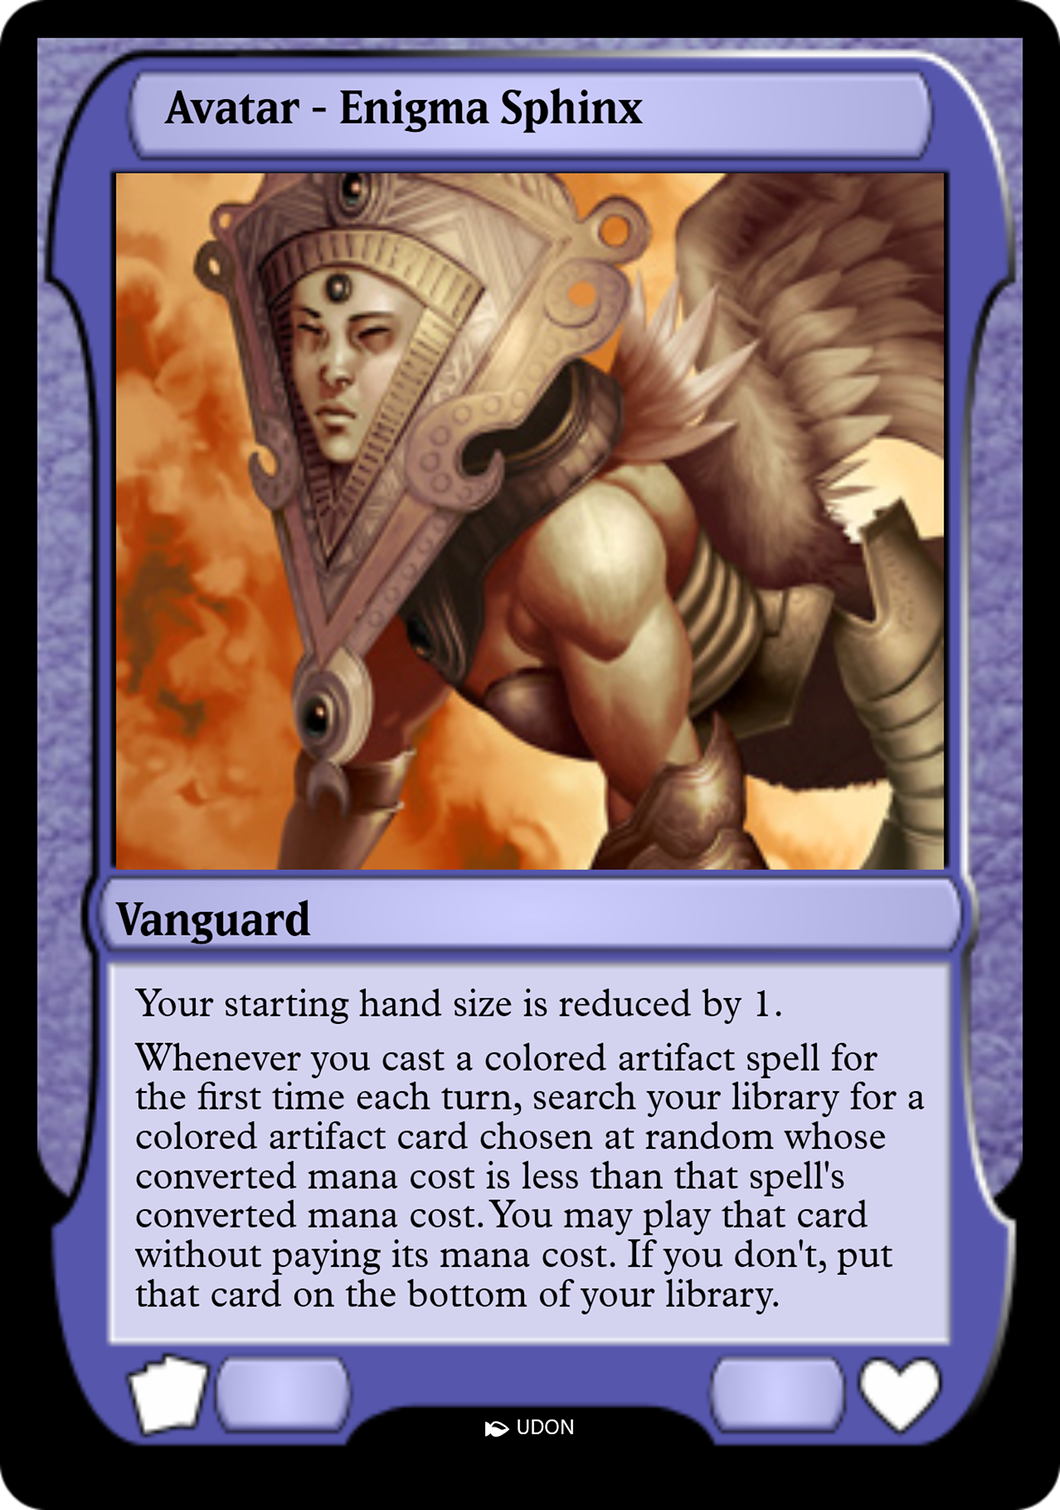 Avatar - Enigma Sphinx
Vanguard
Your starting hand size is reduced by 1.
Whenever you cast a colored artifact spell for
the first time each turn, search your library for a
colored artifact card chosen at random whose
converted mana cost is less than that spell's
converted mana cost. You may play that card
without paying its mana cost. If you don't, put
that card on the bottom of your library.
UDON